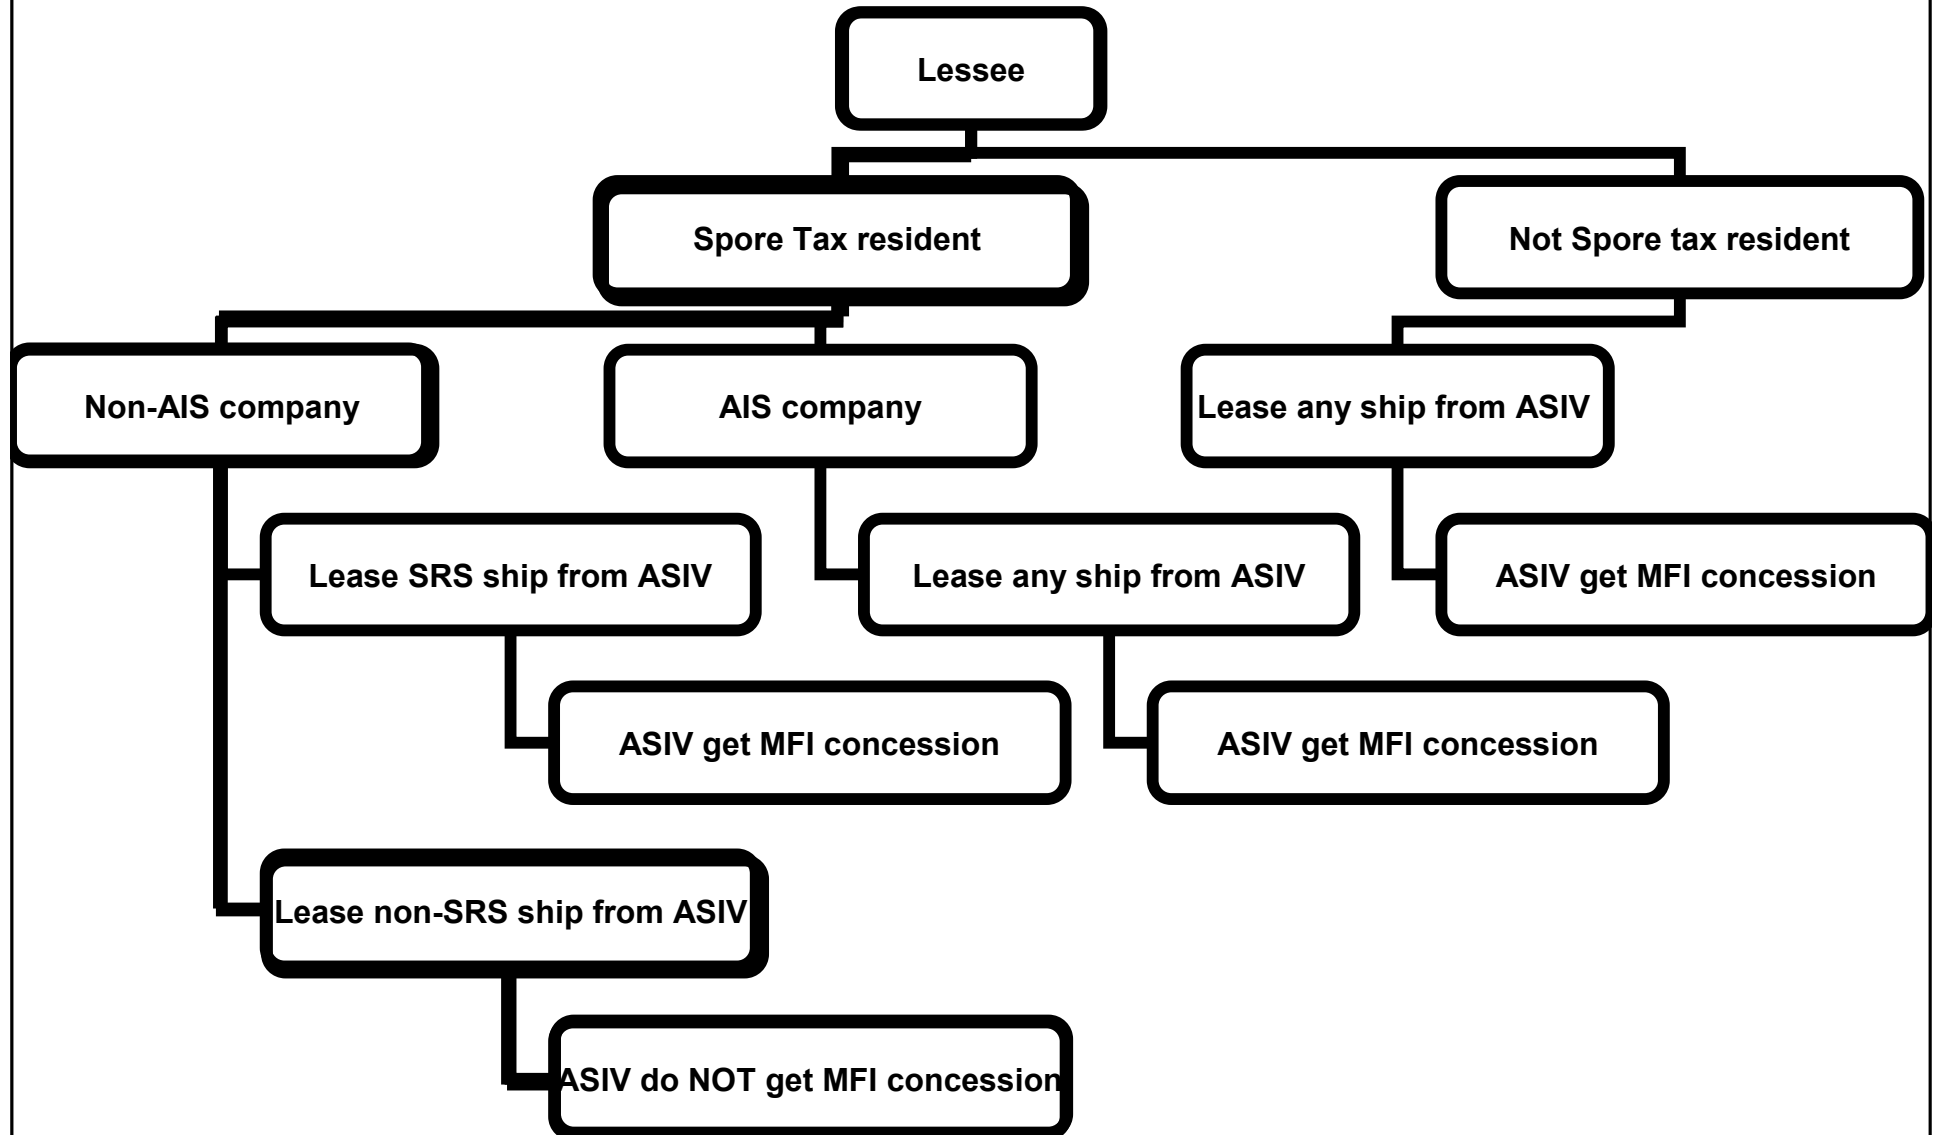 Lessee
Spore Tax resident
Not Spore tax resident
Non-AIS company
AIS company
Lease any ship from ASIV
Lease SRS ship from ASIV
Lease any ship from ASIV
ASIV get MFI concession
ASIV get MFI concession
ASIV get MFI concession
Lease non-SRS ship from ASIV
ASIV do NOT get MFI concession